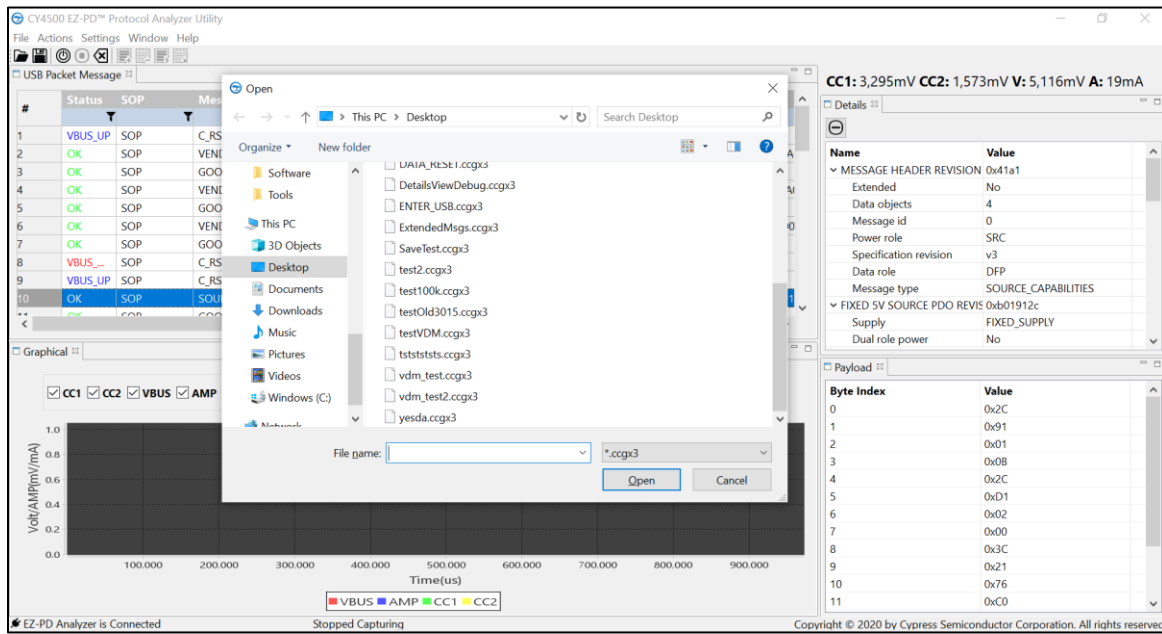 CY4500 EZ-PD™ Protocol Analyzer Utility
File Actions Settings Window Help
USB Packet Message
# Status SOP Mes
1 VBUS_UP SOP C_RS
2 OK SOP VEND
3 OK SOP GOO
4 OK SOP VEND
5 OK SOP GOO
6 OK SOP VEND
7 OK SOP GOO
8 VBUS_... SOP C_RS
9 VBUS_UP SOP C_RS
10 OK SOP SOU
Open
This PC > Desktop
Search Desktop
Organize
New folder
Software
Tools
This PC
3D Objects
Desktop
Documents
Downloads
Music
Pictures
Videos
Windows (C:)
Network
DATA_RESET.ccgx3
DetailsViewDebug.ccgx3
ENTER_USB.ccgx3
ExtendedMsgs.ccgx3
SaveTest.ccgx3
test2.ccgx3
test100k.ccgx3
testOld3015.ccgx3
testVDM.ccgx3
tststststs.ccgx3
vdm_test.ccgx3
vdm_test2.ccgx3
yesda.ccgx3
File name:
*.ccgx3
Open
Cancel
CC1: 3,295mV CC2: 1,573mV V: 5,116mV A: 19mA
Details
Name Value
MESSAGE HEADER REVISION 0x41a1
Extended No
Data objects 4
Message id 0
Power role SRC
Specification revision v3
Data role DFP
Message type SOURCE_CAPABILITIES
FIXED 5V SOURCE PDO REVIS 0xb01912c
Supply FIXED_SUPPLY
Dual role power No
Payload
Byte Index Value
0 0x2C
1 0x91
2 0x01
3 0x0B
4 0x2C
5 0xD1
6 0x02
7 0x00
8 0x3C
9 0x21
10 0x76
11 0xC0
Graphical
CC1 CC2 VBUS AMP
Volt/AMP(mV/mA)
1.0
0.8
0.6
0.4
0.2
0.0
100.000 200.000 300.000 400.000 500.000 600.000 700.000 800.000 900.000
Time(us)
VBUS AMP CC1 CC2
EZ-PD Analyzer is Connected
Stopped Capturing
Copyright © 2020 by Cypress Semiconductor Corporation. All rights reserved